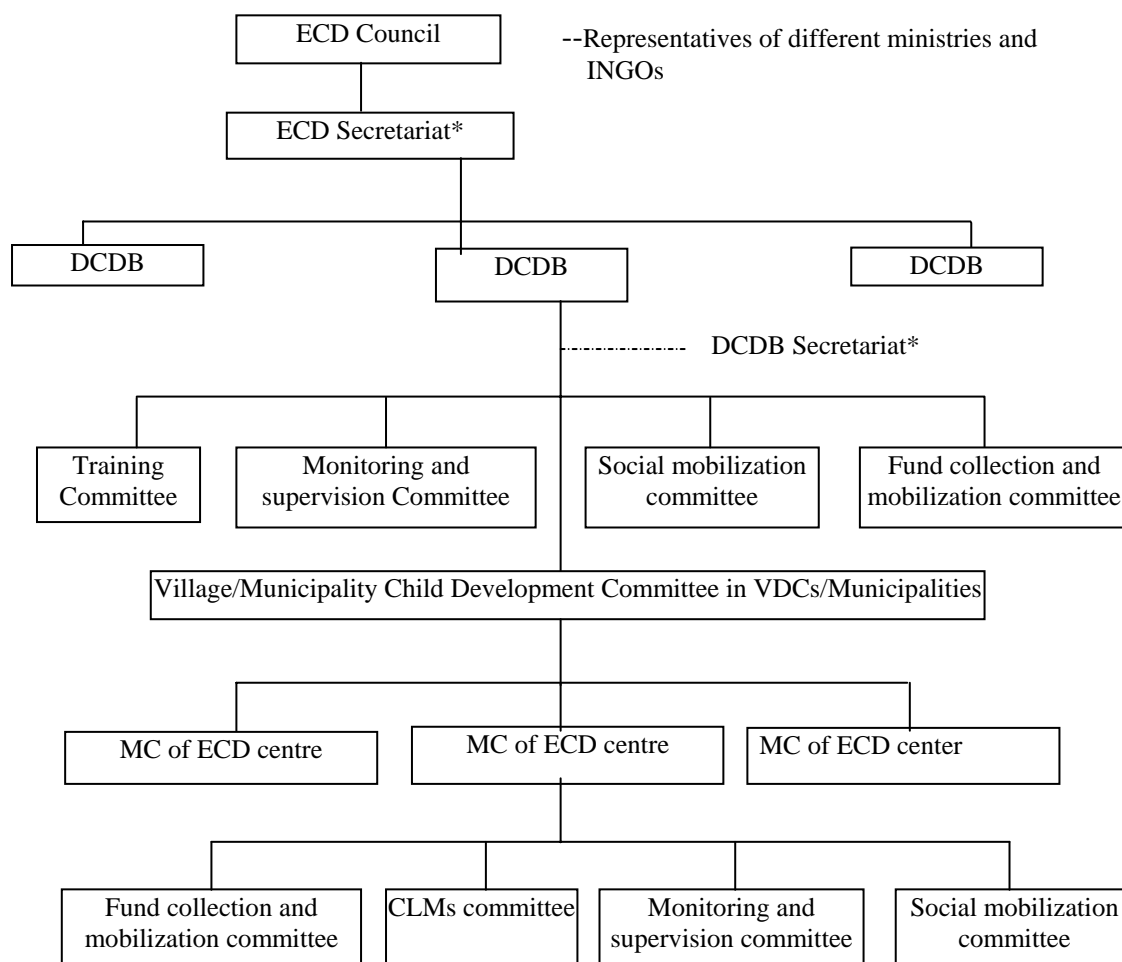 ECD Council
--Representatives of different ministries and
INGOs
ECD Secretariat*
DCDB
DCDB
DCDB
DCDB Secretariat*
Training
Committee
Monitoring and
supervision Committee
Social mobilization
committee
Fund collection and
mobilization committee
Village/Municipality Child Development Committee in VDCs/Municipalities
MC of ECD centre
MC of ECD centre
MC of ECD center
Fund collection and
mobilization committee
CLMs committee
Monitoring and
supervision committee
Social mobilization
committee